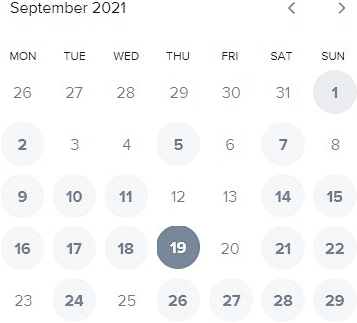 September 2021 < >
MON TUE WED THU FRI SAT SUN
26 27 28 29 30 31 1
2 3 4 5 6 7 8
9 10 11 12 13 14 15
16 17 18 19 20 21 22
23 24 25 26 27 28 29